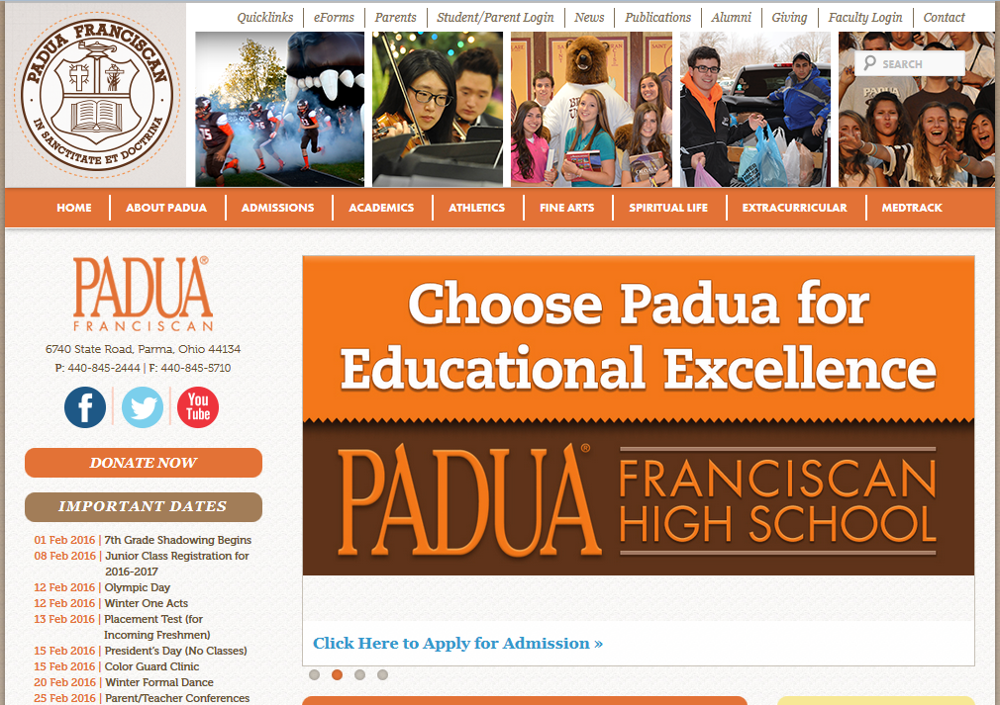 Quicklinks eForms Parents Student/Parent Login News Publications Alumni Giving Faculty Login Contact
PADUA FRANCISCAN
IN SANCTITATE ET DOCTRINA
SEARCH
HOME ABOUT PADUA ADMISSIONS ACADEMICS ATHLETICS FINE ARTS SPIRITUAL LIFE EXTRACURRICULAR MEDTRACK
PADUA®
FRANCISCAN
6740 State Road, Parma, Ohio 44134
P: 440-845-2444 | F: 440-845-5710
f
You
Tube
DONATE NOW
IMPORTANT DATES
01 Feb 2016 | 7th Grade Shadowing Begins
08 Feb 2016 | Junior Class Registration for
2016-2017
12 Feb 2016 | Olympic Day
12 Feb 2016 | Winter One Acts
13 Feb 2016 | Placement Test (for
Incoming Freshmen)
15 Feb 2016 | President's Day (No Classes)
15 Feb 2016 | Color Guard Clinic
20 Feb 2016 | Winter Formal Dance
25 Feb 2016 | Parent/Teacher Conferences
Choose Padua for
Educational Excellence
PADUA®
FRANCISCAN
HIGH SCHOOL
Click Here to Apply for Admission »